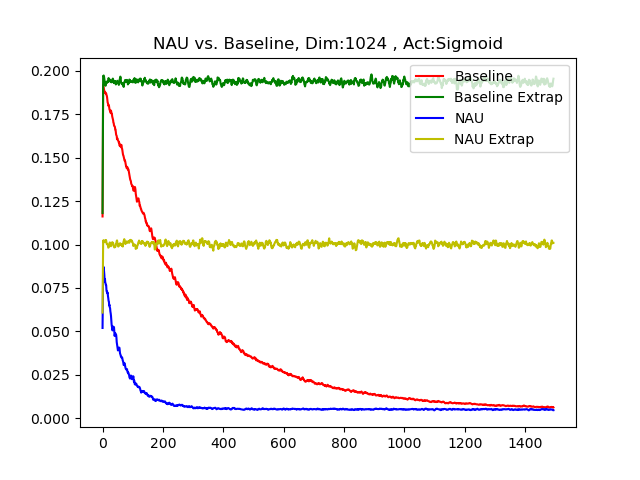 NAU vs. Baseline, Dim:1024 , Act:Sigmoid
0.200
0.175
0.150
0.125
0.100
0.075
0.050
0.025
0.000
Baseline
Baseline Extrap
NAU
NAU Extrap
0 200 400 600 800 1000 1200 1400